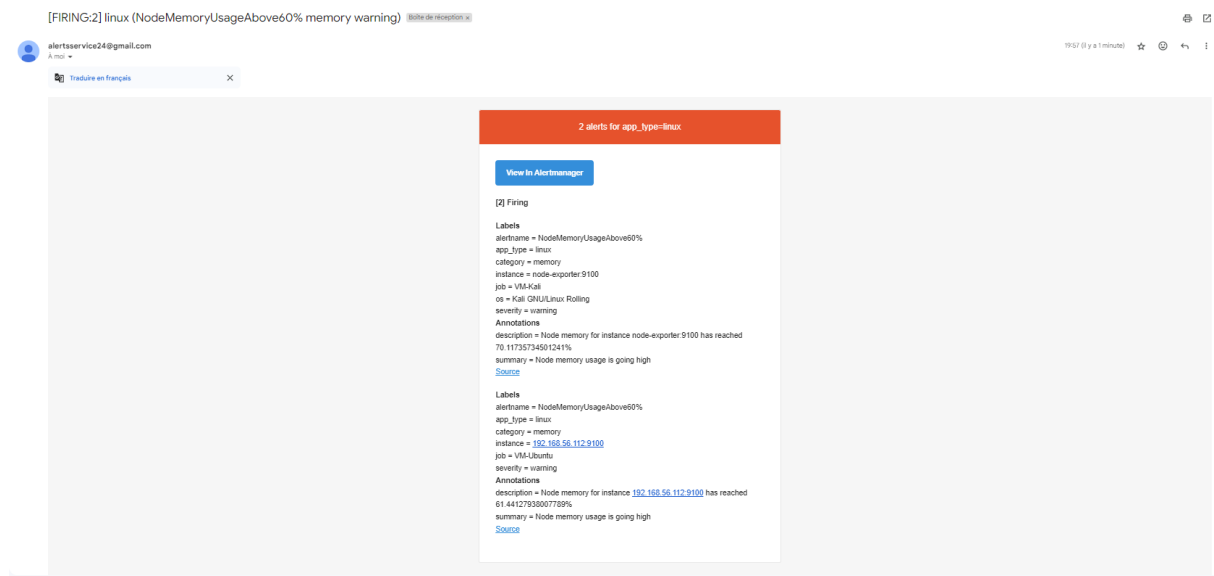 [FIRING:2] linux (NodeMemoryUsageAbove60% memory warning) Boîte de réception x
alertsservice24@gmail.com
19:57 (il y a 1 minute)
À moi
Traduire en français
2 alerts for app_type=linux
View In Alertmanager
[2] Firing
Labels
alertname = NodeMemoryUsageAbove60%
app_type = linux
category = memory
instance = node-exporter:9100
job = VM-Kali
os = Kali GNU/Linux Rolling
severity = warning
Annotations
description = Node memory for instance node-exporter:9100 has reached
70.11735734501241%
summary = Node memory usage is going high
Source
Labels
alertname = NodeMemoryUsageAbove60%
app_type = linux
category = memory
instance = 192.168.56.112:9100
job = VM-Ubuntu
severity = warning
Annotations
description = Node memory for instance 192.168.56.112:9100 has reached
61.44127938007789%
summary = Node memory usage is going high
Source